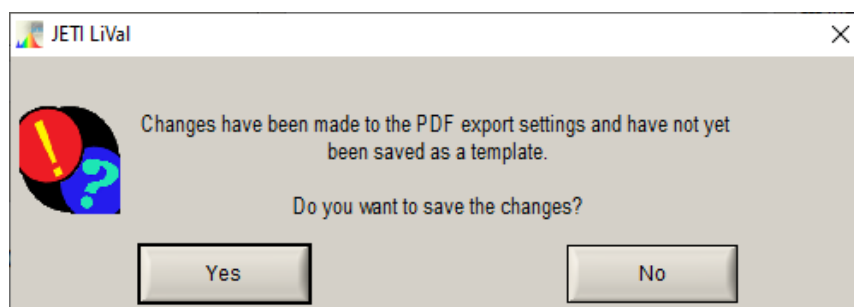 JETI LiVal
Changes have been made to the PDF export settings and have not yet
been saved as a template.
Do you want to save the changes?
Yes
No